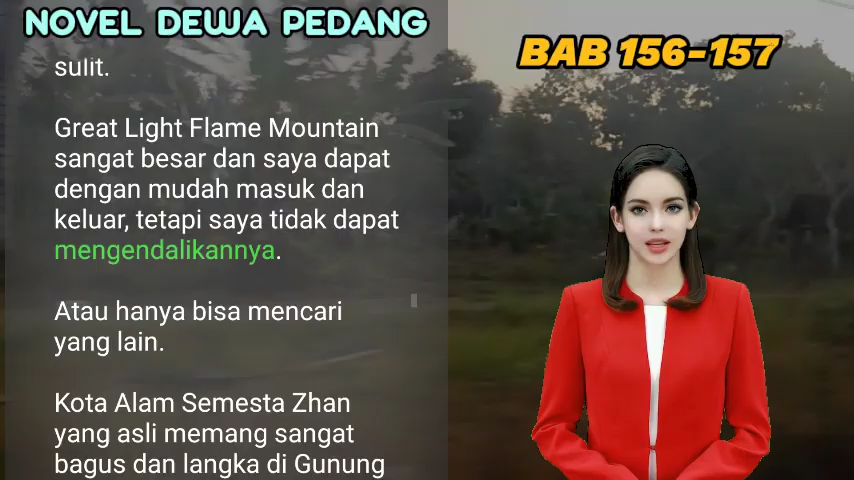 NOVEL DEWA PEDANG
BAB 156-157
sulit.
Great Light Flame Mountain
sangat besar dan saya dapat
dengan mudah masuk dan
keluar, tetapi saya tidak dapat
mengendalikannya.
Atau hanya bisa mencari
yang lain.
Kota Alam Semesta Zhan
yang asli memang sangat
bagus dan langka di Gunung